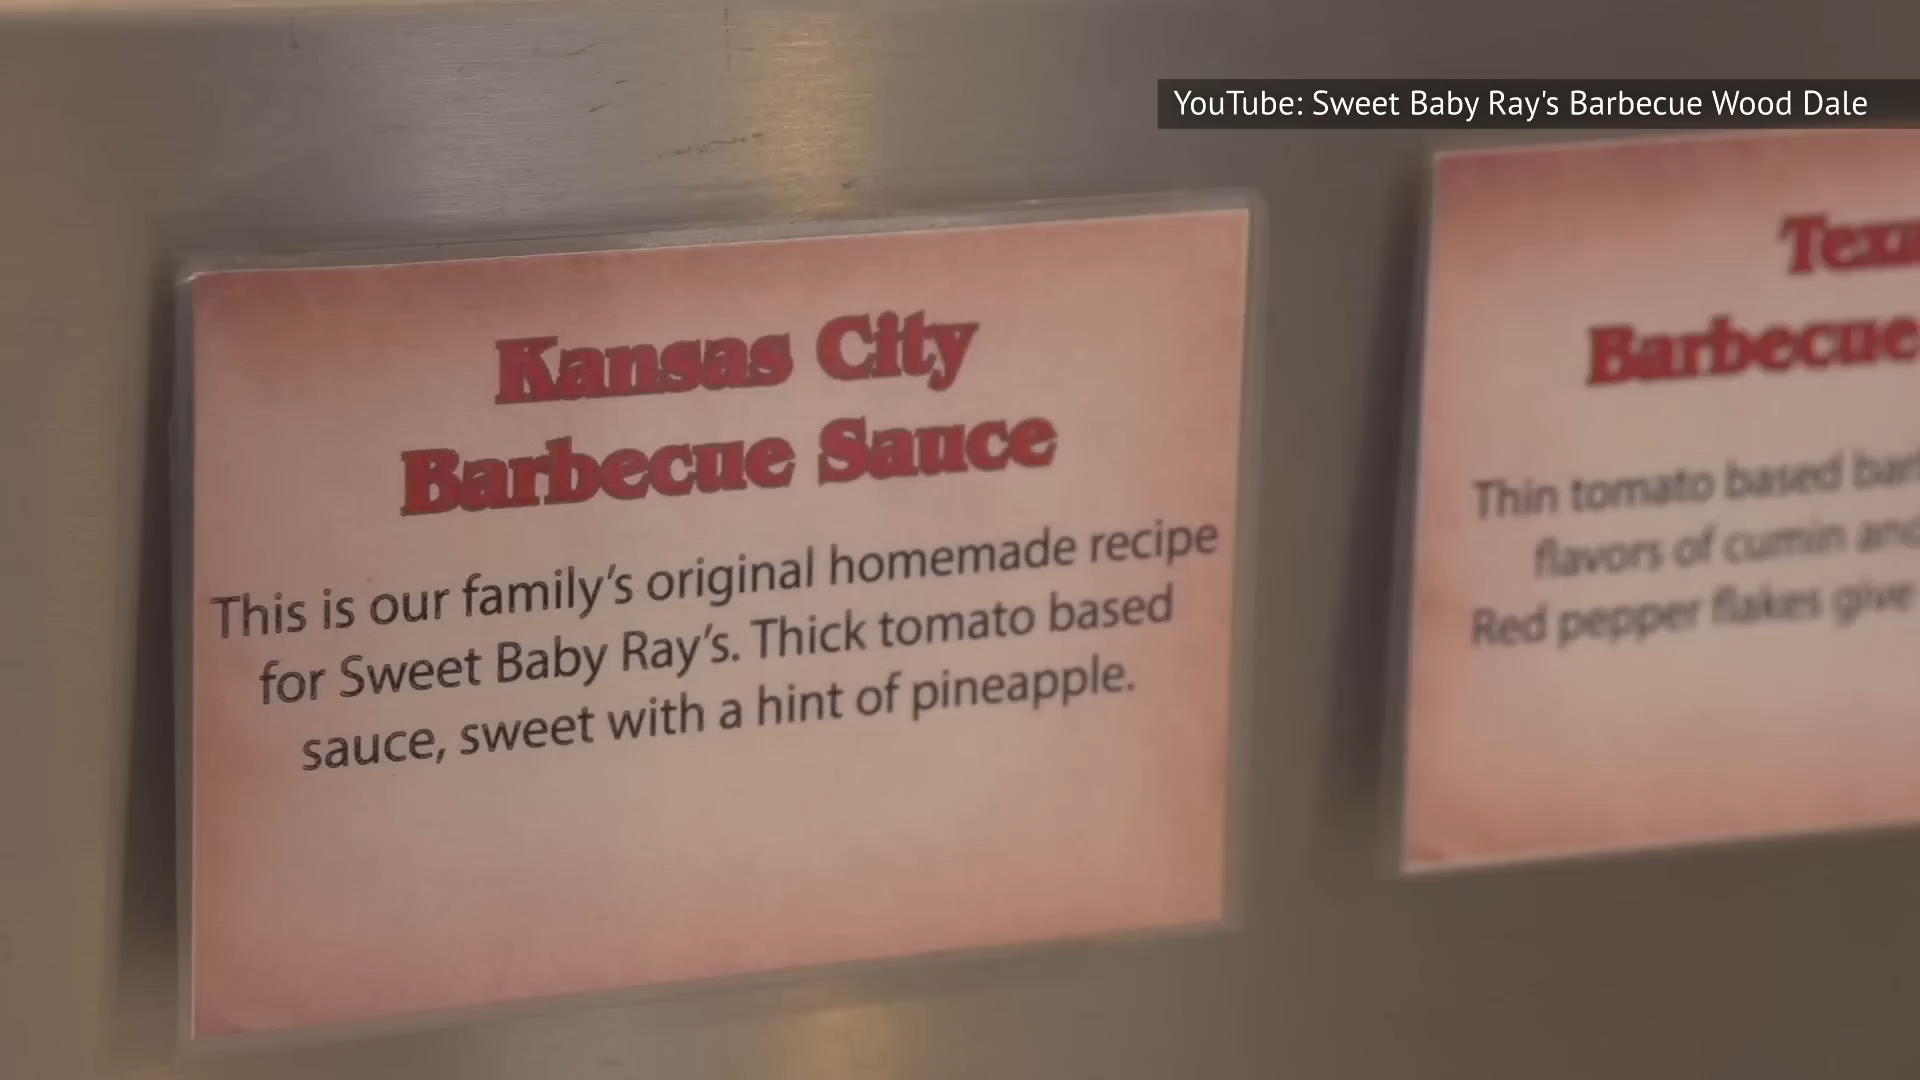 YouTube: Sweet Baby Ray's Barbecue Wood Dale
Kansas City
Barbecue Sauce
This is our family’s original homemade recipe
for Sweet Baby Ray’s. Thick tomato based
sauce, sweet with a hint of pineapple.
Barbecue
Thin tomato based
flavors of cumin and
Red pepper flakes give